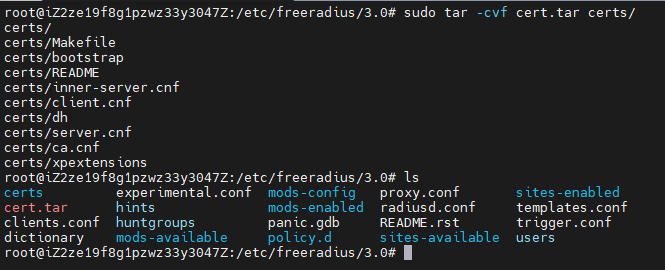 root@iZ2ze19f8g1pzwz33y3047Z:/etc/freeradius/3.0# sudo tar -cvf cert.tar certs/
certs/
certs/Makefile
certs/bootstrap
certs/README
certs/inner-server.cnf
certs/client.cnf
certs/dh
certs/server.cnf
certs/ca.cnf
certs/xpextensions
root@iZ2ze19f8g1pzwz33y3047Z:/etc/freeradius/3.0# ls
certs experimental.conf mods-config proxy.conf sites-enabled
cert.tar hints mods-enabled radiusd.conf templates.conf
clients.conf huntgroups panic.gdb README.rst trigger.conf
dictionary mods-available policy.d sites-available users
root@iZ2ze19f8g1pzwz33y3047Z:/etc/freeradius/3.0#